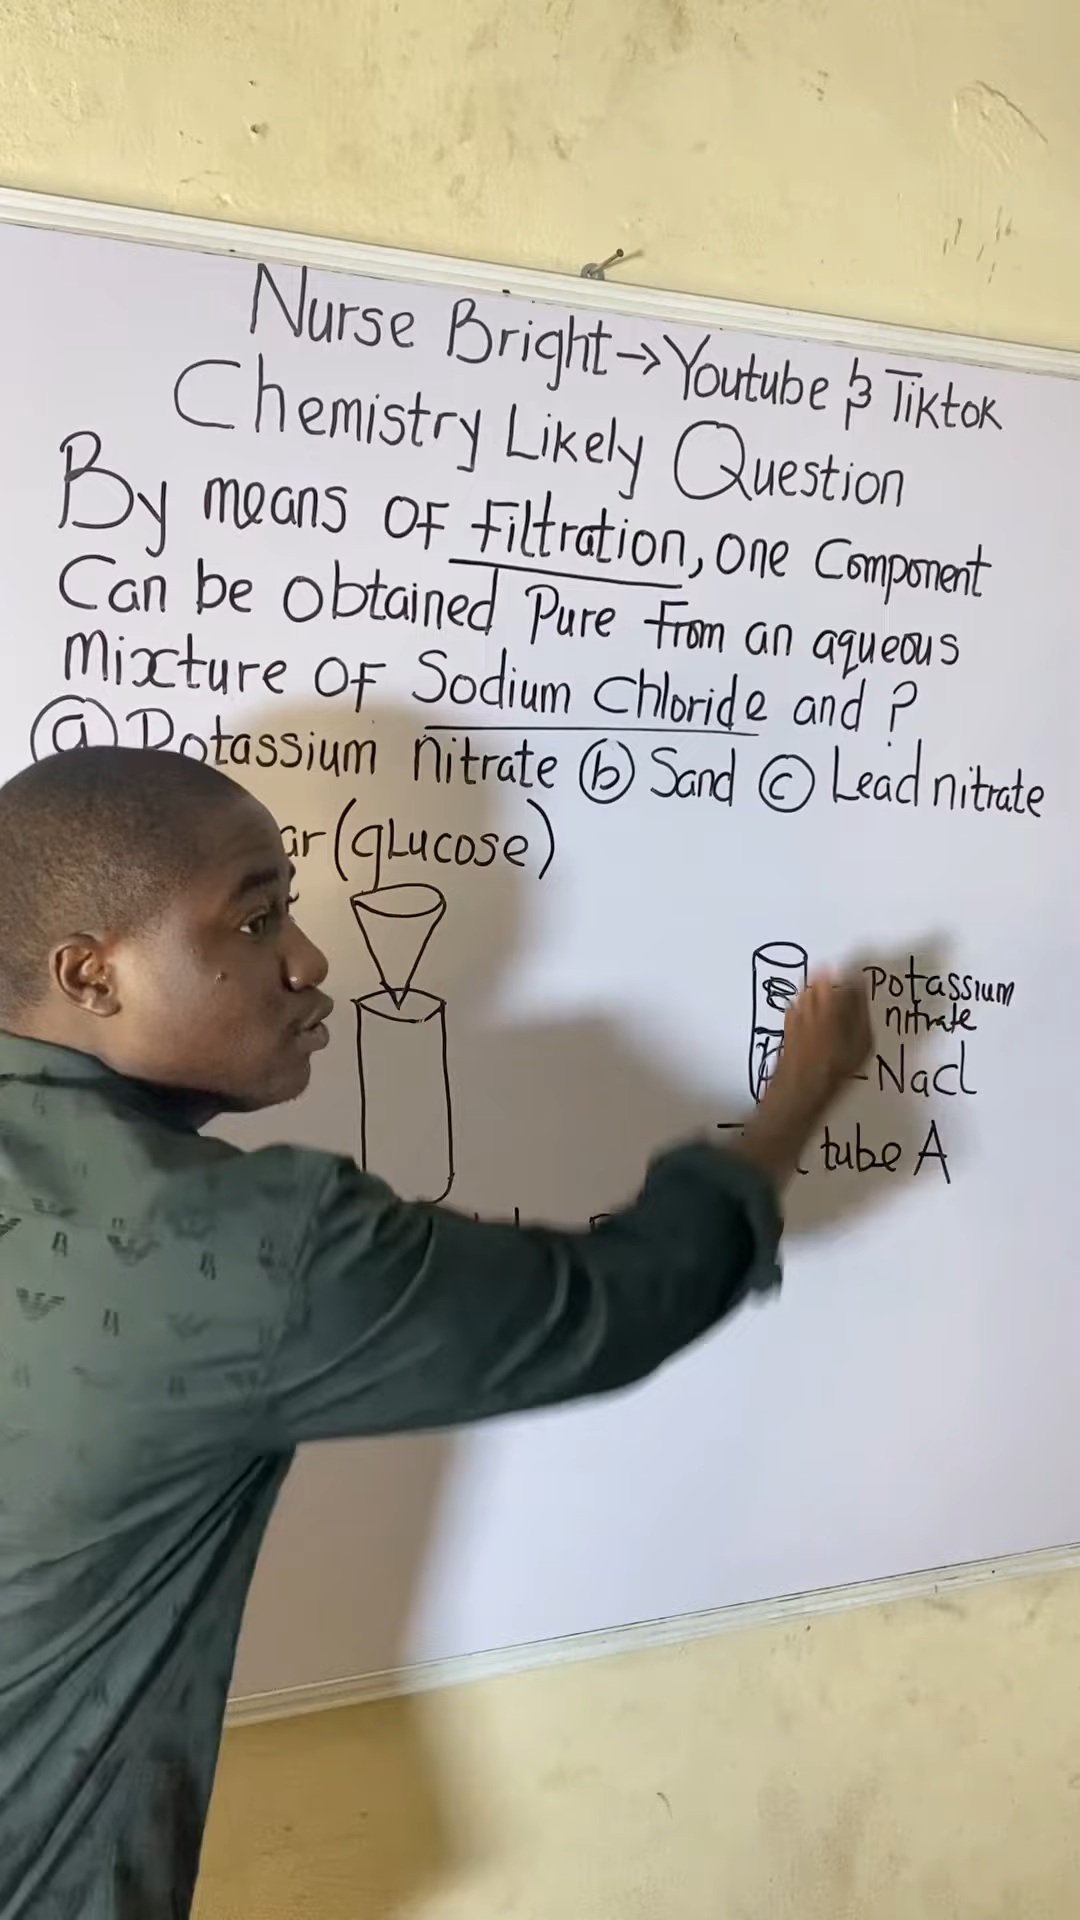 Nurse Bright → Youtube & Tiktok
Chemistry Likely Question
By means OF Filtration, one Component
Can be Obtained Pure From an aqueous
Mixture OF Sodium Chloride and ?
(a) Potassium nitrate (b) Sand (c) Lead nitrate
ar (gLucose)
Potassium
nitrate
Nacl
tube A